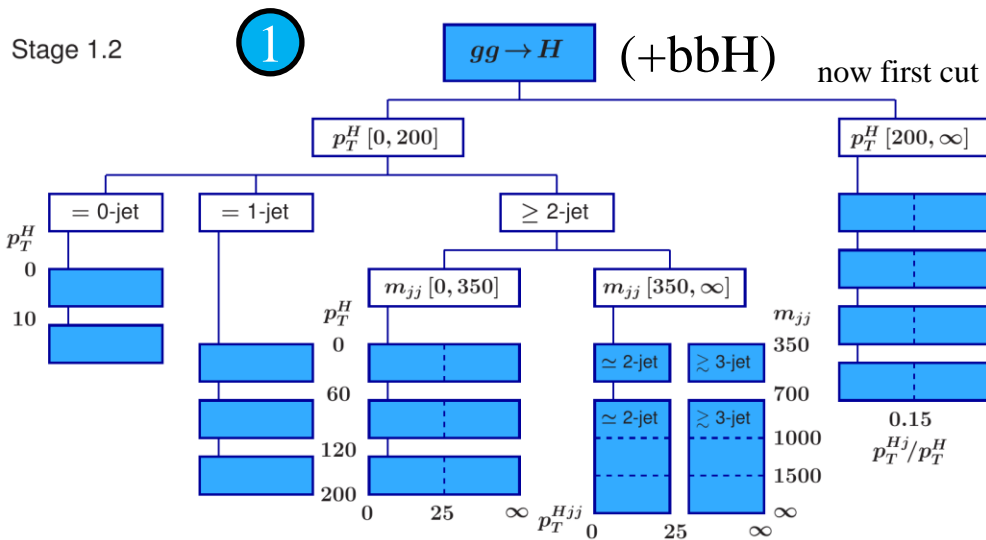 Stage 1.2
1
gg → H
(+bbH)
now first cut
p_T^H [0, 200]
p_T^H [200, ∞]
= 0-jet
= 1-jet
≥ 2-jet
p_T^H
0
10
m_jj [0, 350]
m_jj [350, ∞]
p_T^H
0
60
120
200
0 25 ∞
≃ 2-jet
≳ 3-jet
≃ 2-jet
≳ 3-jet
m_jj
350
700
1000
1500
∞
p_T^Hjj
0 25 ∞
0.15
p_T^Hj/p_T^H